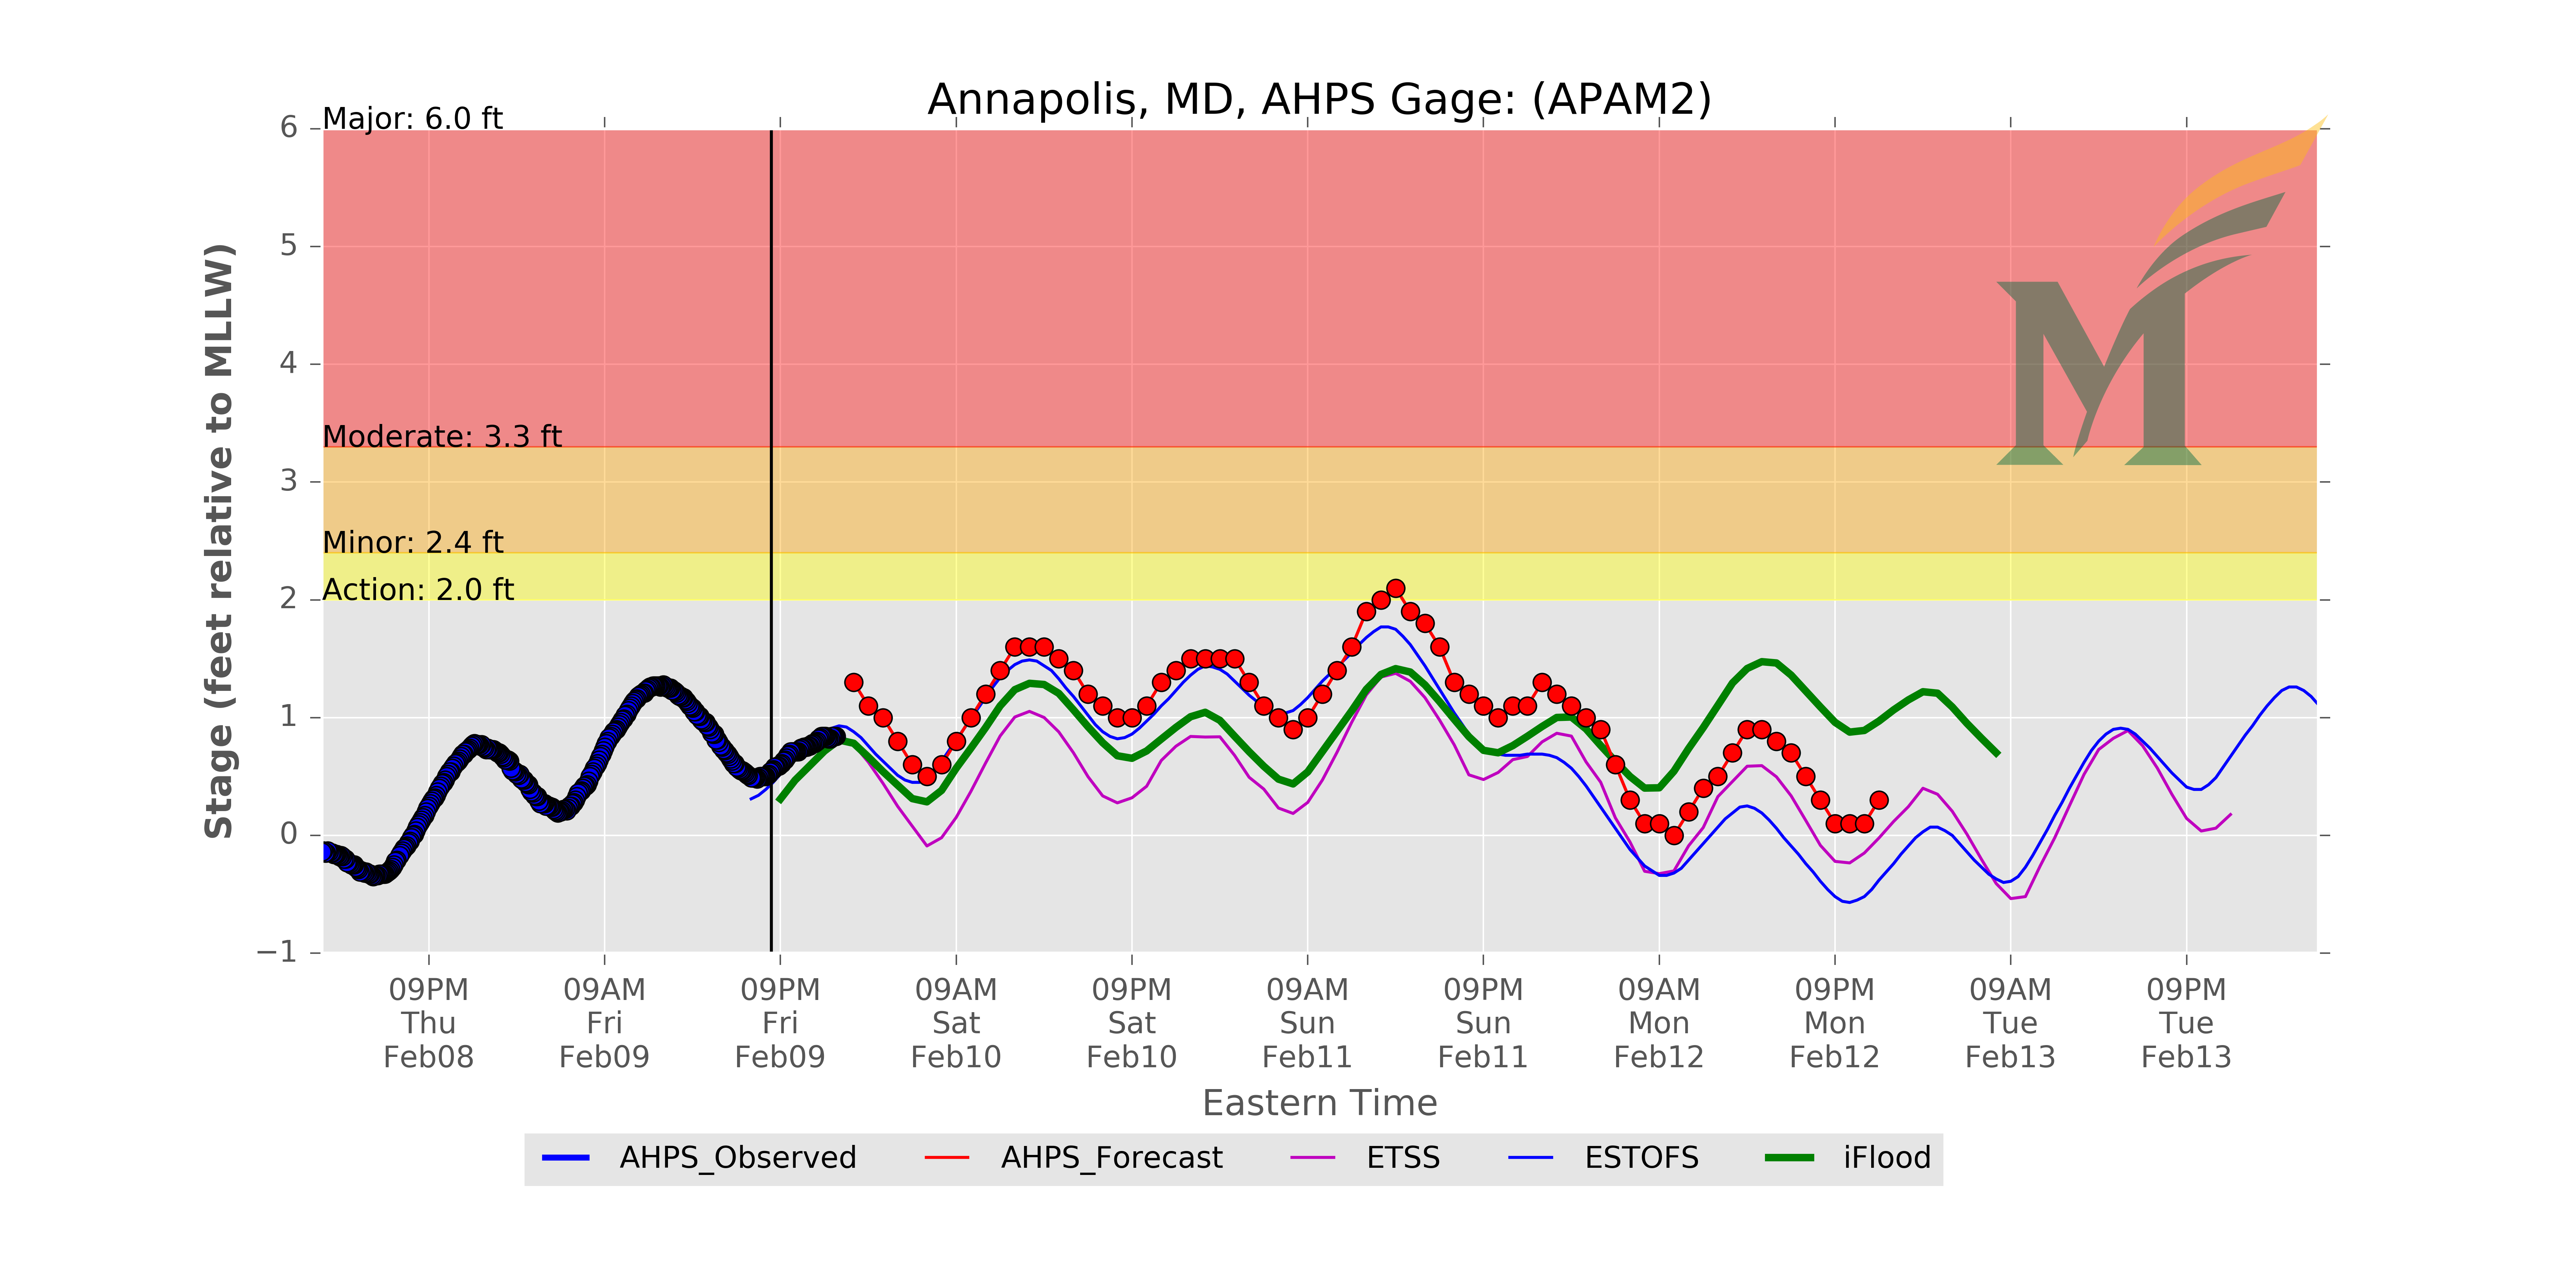 Annapolis, MD, AHPS Gage: (APAM2)
Major: 6.0 ft
Moderate: 3.3 ft
Minor: 2.4 ft
Action: 2.0 ft
Stage (feet relative to MLLW)
6
5
4
3
2
1
0
−1
09PM 09AM 09PM 09AM 09PM 09AM 09PM 09AM 09PM 09AM 09PM
Thu Fri Fri Sat Sat Sun Sun Mon Mon Tue Tue
Feb08 Feb09 Feb09 Feb10 Feb10 Feb11 Feb11 Feb12 Feb12 Feb13 Feb13
Eastern Time
AHPS_Observed AHPS_Forecast ETSS ESTOFS iFlood
M